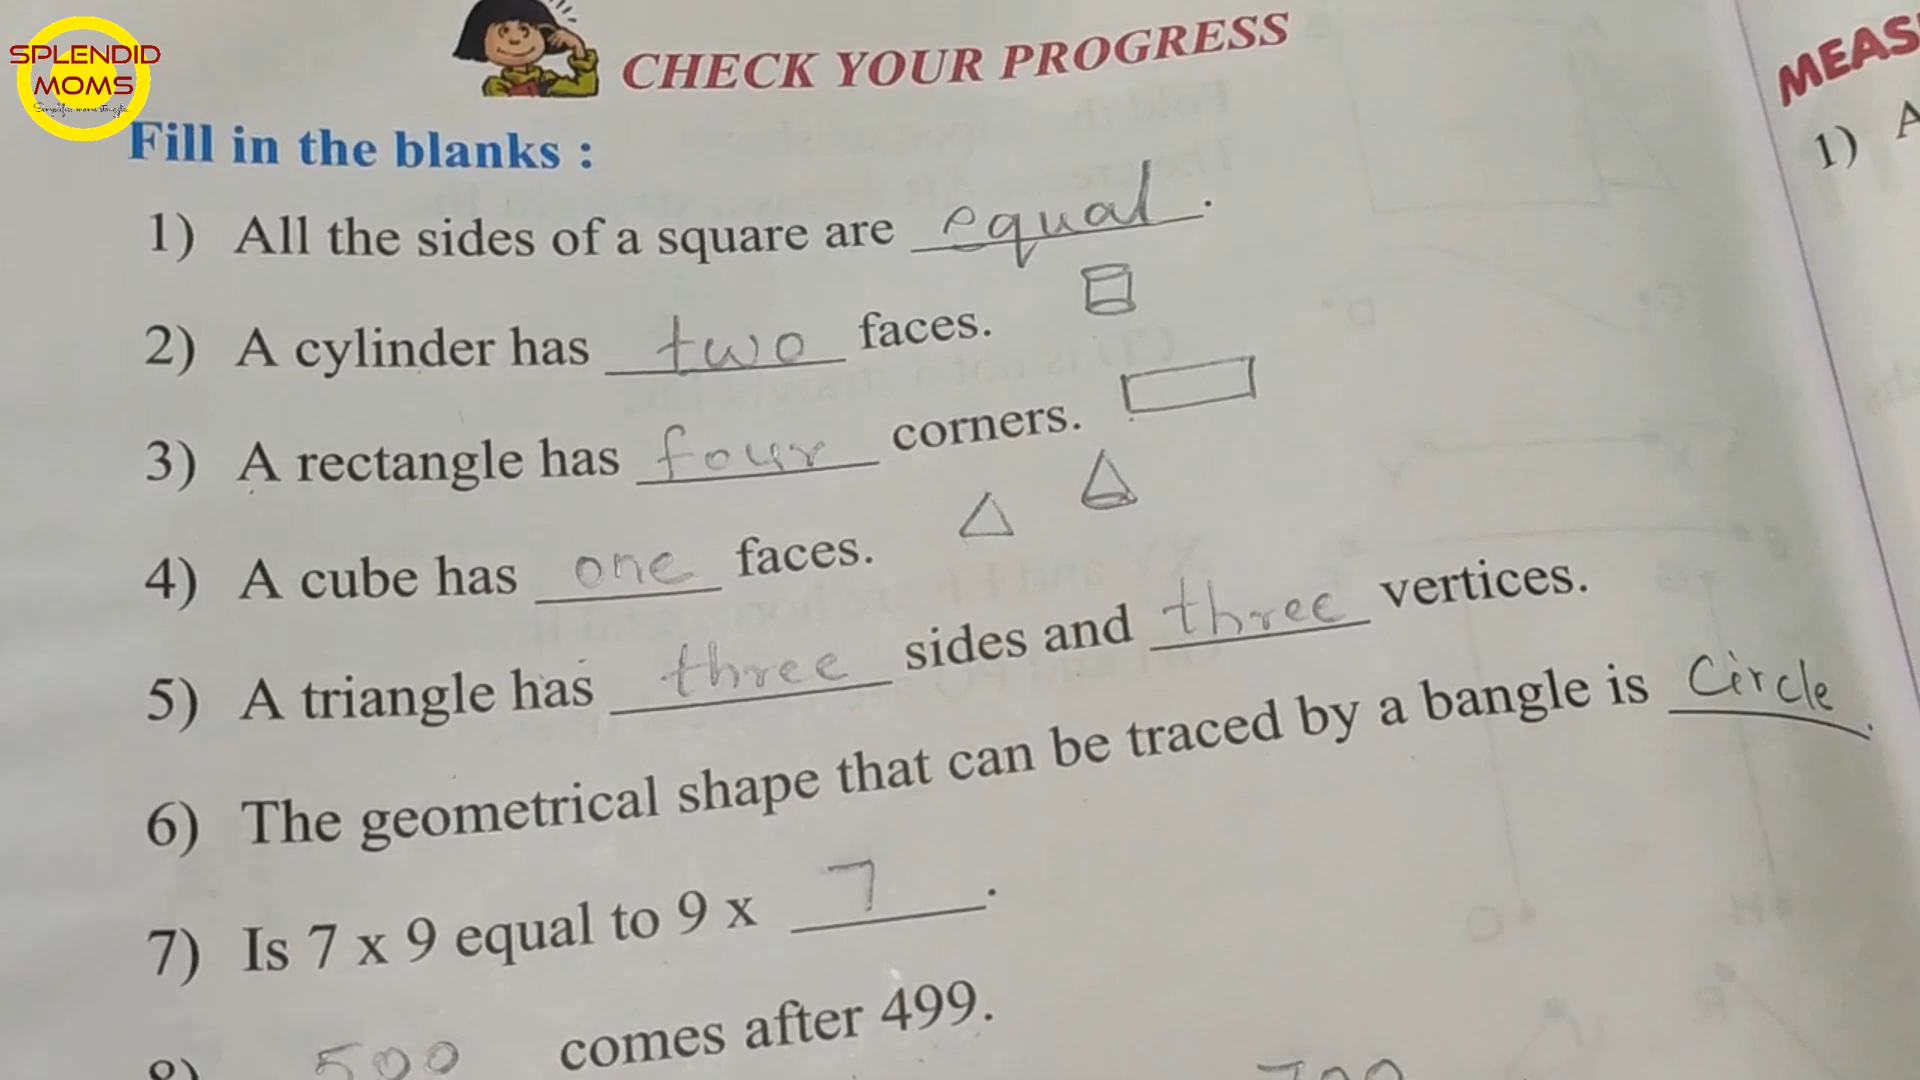 SPLENDID
MOMS
CHECK YOUR PROGRESS
MEAS
Fill in the blanks :
1) A
1) All the sides of a square are equal.
2) A cylinder has two faces.
3) A rectangle has four corners.
4) A cube has one faces.
5) A triangle has three sides and three vertices.
6) The geometrical shape that can be traced by a bangle is Circle.
7) Is 7 x 9 equal to 9 x 7.
8) 500 comes after 499.
700